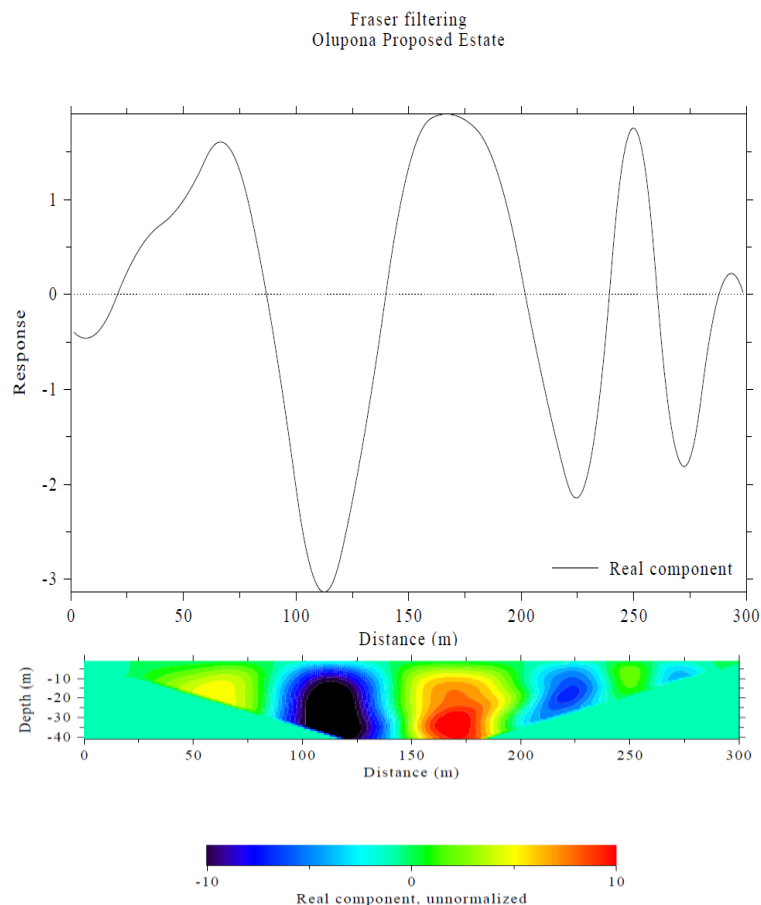 Fraser filtering
Olupona Proposed Estate
1
0
-1
-2
-3
Response
Real component
0 50 100 150 200 250 300
Distance (m)
-10
-20
-30
-40
Depth (m)
0 50 100 150 200 250 300
Distance (m)
-10 0 10
Real component, unnormalized